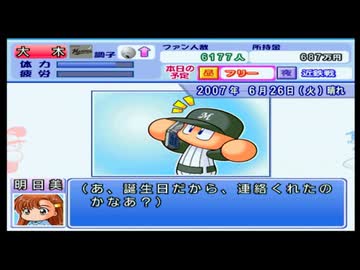 大木 Marines 調子
ファン人数 所持金
6177人 687万円
体力
疲労
本日の予定 昼 フリー 夜 近鉄戦
2007年 6月26日(火)晴れ
M
明日美
(あ、誕生日だから、連絡くれたの
かなあ?)